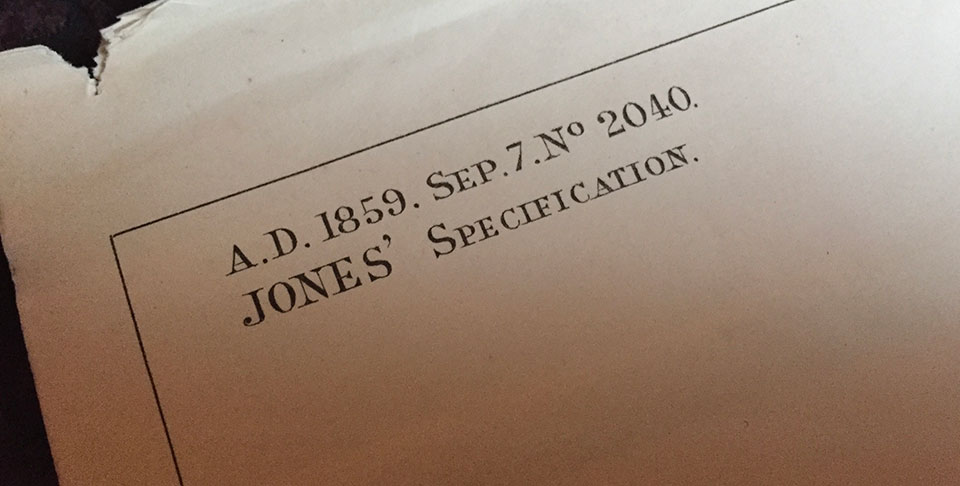 A.D. 1859. SEP. 7. Nº 2040.
JONES' SPECIFICATION.